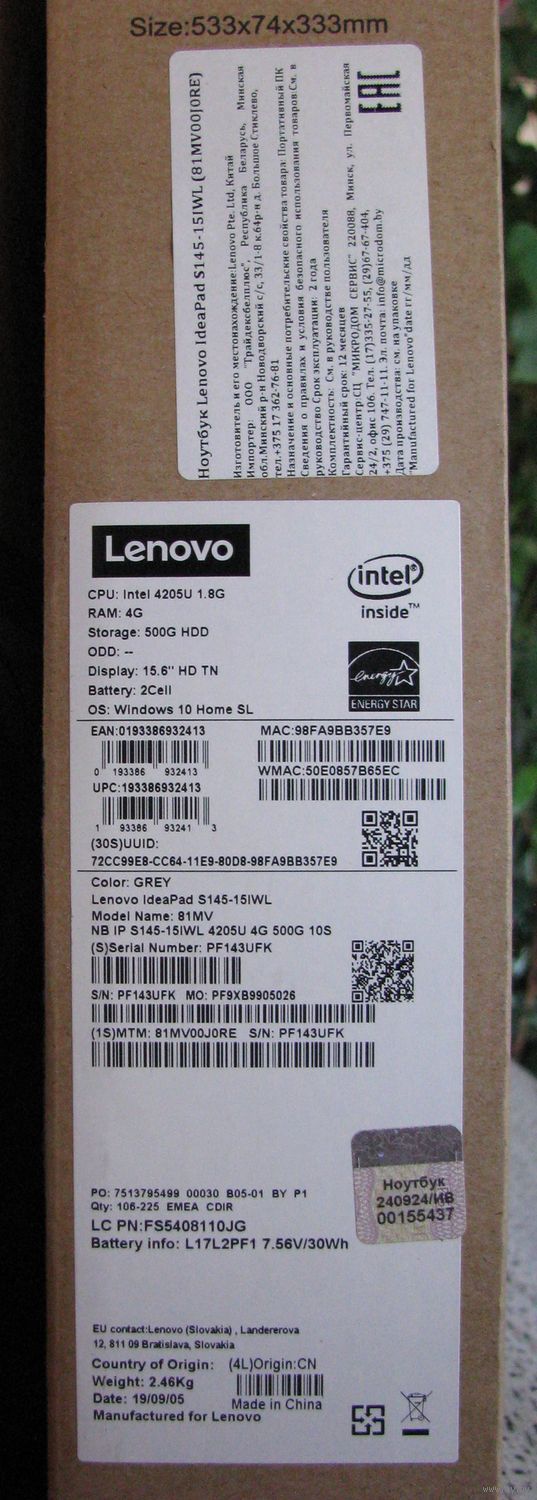 Size:533x74x333mm
Ноутбук Lenovo IdeaPad S145-15IWL (81MV00J0RE)
Изготовитель и его местонахождение:Lenovo Pte. Ltd, Китай
Импортер: ООО "Трайдексбелплюс", Республика Беларусь, Минская
обл.Минский р-н Новодворский с/с, 33/1-8 к.64р-н д. Большое Стиклево,
тел.+375 17 362-76-81
Назначение и основные потребительские свойства товара: Портативный ПК
Сведения о правилах и условия безопасного использования товаров:См. в
руководство Срок эксплуатации: 2 года
Комплектность: См. в руководстве пользователя
Гарантийный срок: 12 месяцев
Сервис-центр.СЦ "МИКРОДОМ СЕРВИС" 220088, Минск, ул. Первомайская
24/2, офис 106. Тел. (17)335-27-55, (29)67-67-404,
+375 (29) 747-11-11. Эл. почта: info@microdom.by
Дата производства: см. на упаковке
"Manufactured for Lenovo"date гг/мм/дд
EAC
Lenovo
CPU: Intel 4205U 1.8G
RAM: 4G
Storage: 500G HDD
ODD: --
Display: 15.6" HD TN
Battery: 2Cell
OS: Windows 10 Home SL
intel®
inside™
energy
ENERGY STAR
EAN:0193386932413
0 193386 932413
UPC:193386932413
1 93386 93241 3
MAC:98FA9BB357E9
WMAC:50E0857B65EC
(30S)UUID:
72CC99E8-CC64-11E9-80D8-98FA9BB357E9
Color: GREY
Lenovo IdeaPad S145-15IWL
Model Name: 81MV
NB IP S145-15IWL 4205U 4G 500G 10S
(S)Serial Number: PF143UFK
S/N: PF143UFK MO: PF9XB9905026
(1S)MTM: 81MV00J0RE S/N: PF143UFK
Ноутбук
240924/ИВ
00155437
PO: 7513795499 00030 B05-01 BY P1
Qty: 106-225 EMEA CDIR
LC PN:FS5408110JG
Battery info: L17L2PF1 7.56V/30Wh
EU contact:Lenovo (Slovakia) , Landererova
12, 811 09 Bratislava, Slovakia
Country of Origin: (4L)Origin:CN
Weight: 2.46Kg
Date: 19/09/05 Made in China
Manufactured for Lenovo